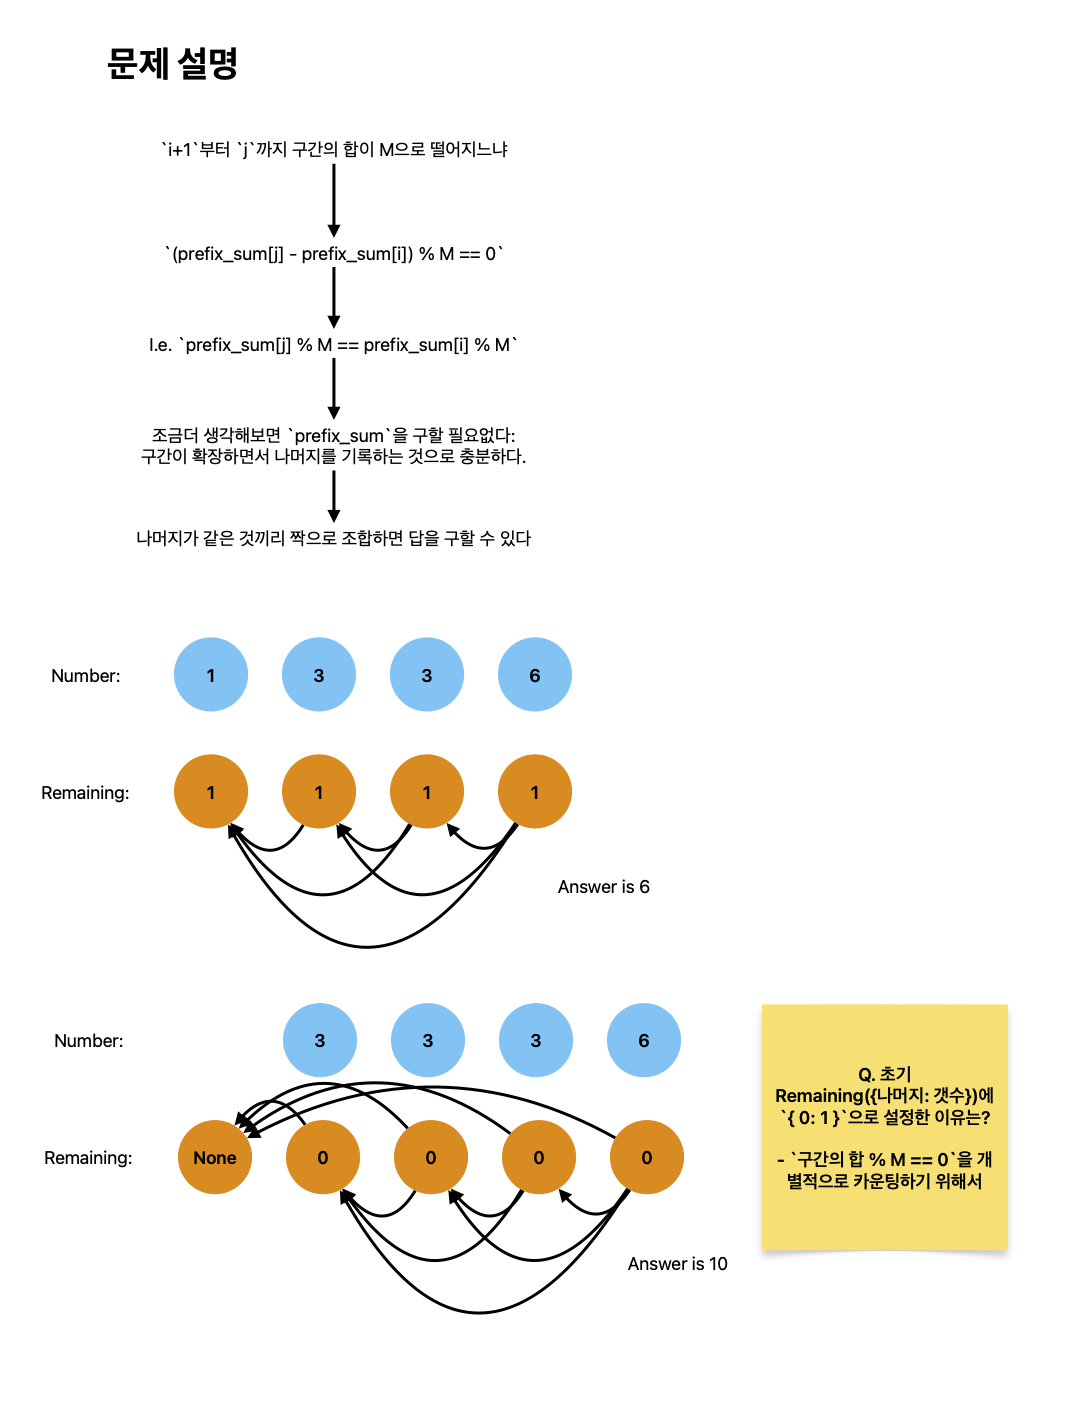 문제 설명
`i+1`부터 `j`까지 구간의 합이 M으로 떨어지느냐
`(prefix_sum[j] - prefix_sum[i]) % M == 0`
I.e. `prefix_sum[j] % M == prefix_sum[i] % M`
조금더 생각해보면 `prefix_sum`을 구할 필요없다:
구간이 확장하면서 나머지를 기록하는 것으로 충분하다.
나머지가 같은 것끼리 짝으로 조합하면 답을 구할 수 있다
Number: 1 3 3 6
Remaining: 1 1 1 1
Answer is 6
Number: 3 3 3 6
Remaining: None 0 0 0 0
Answer is 10
Q. 초기
Remaining({나머지: 갯수})에
`{ 0: 1 }`으로 설정한 이유는?
- `구간의 합 % M == 0`을 개
별적으로 카운팅하기 위해서